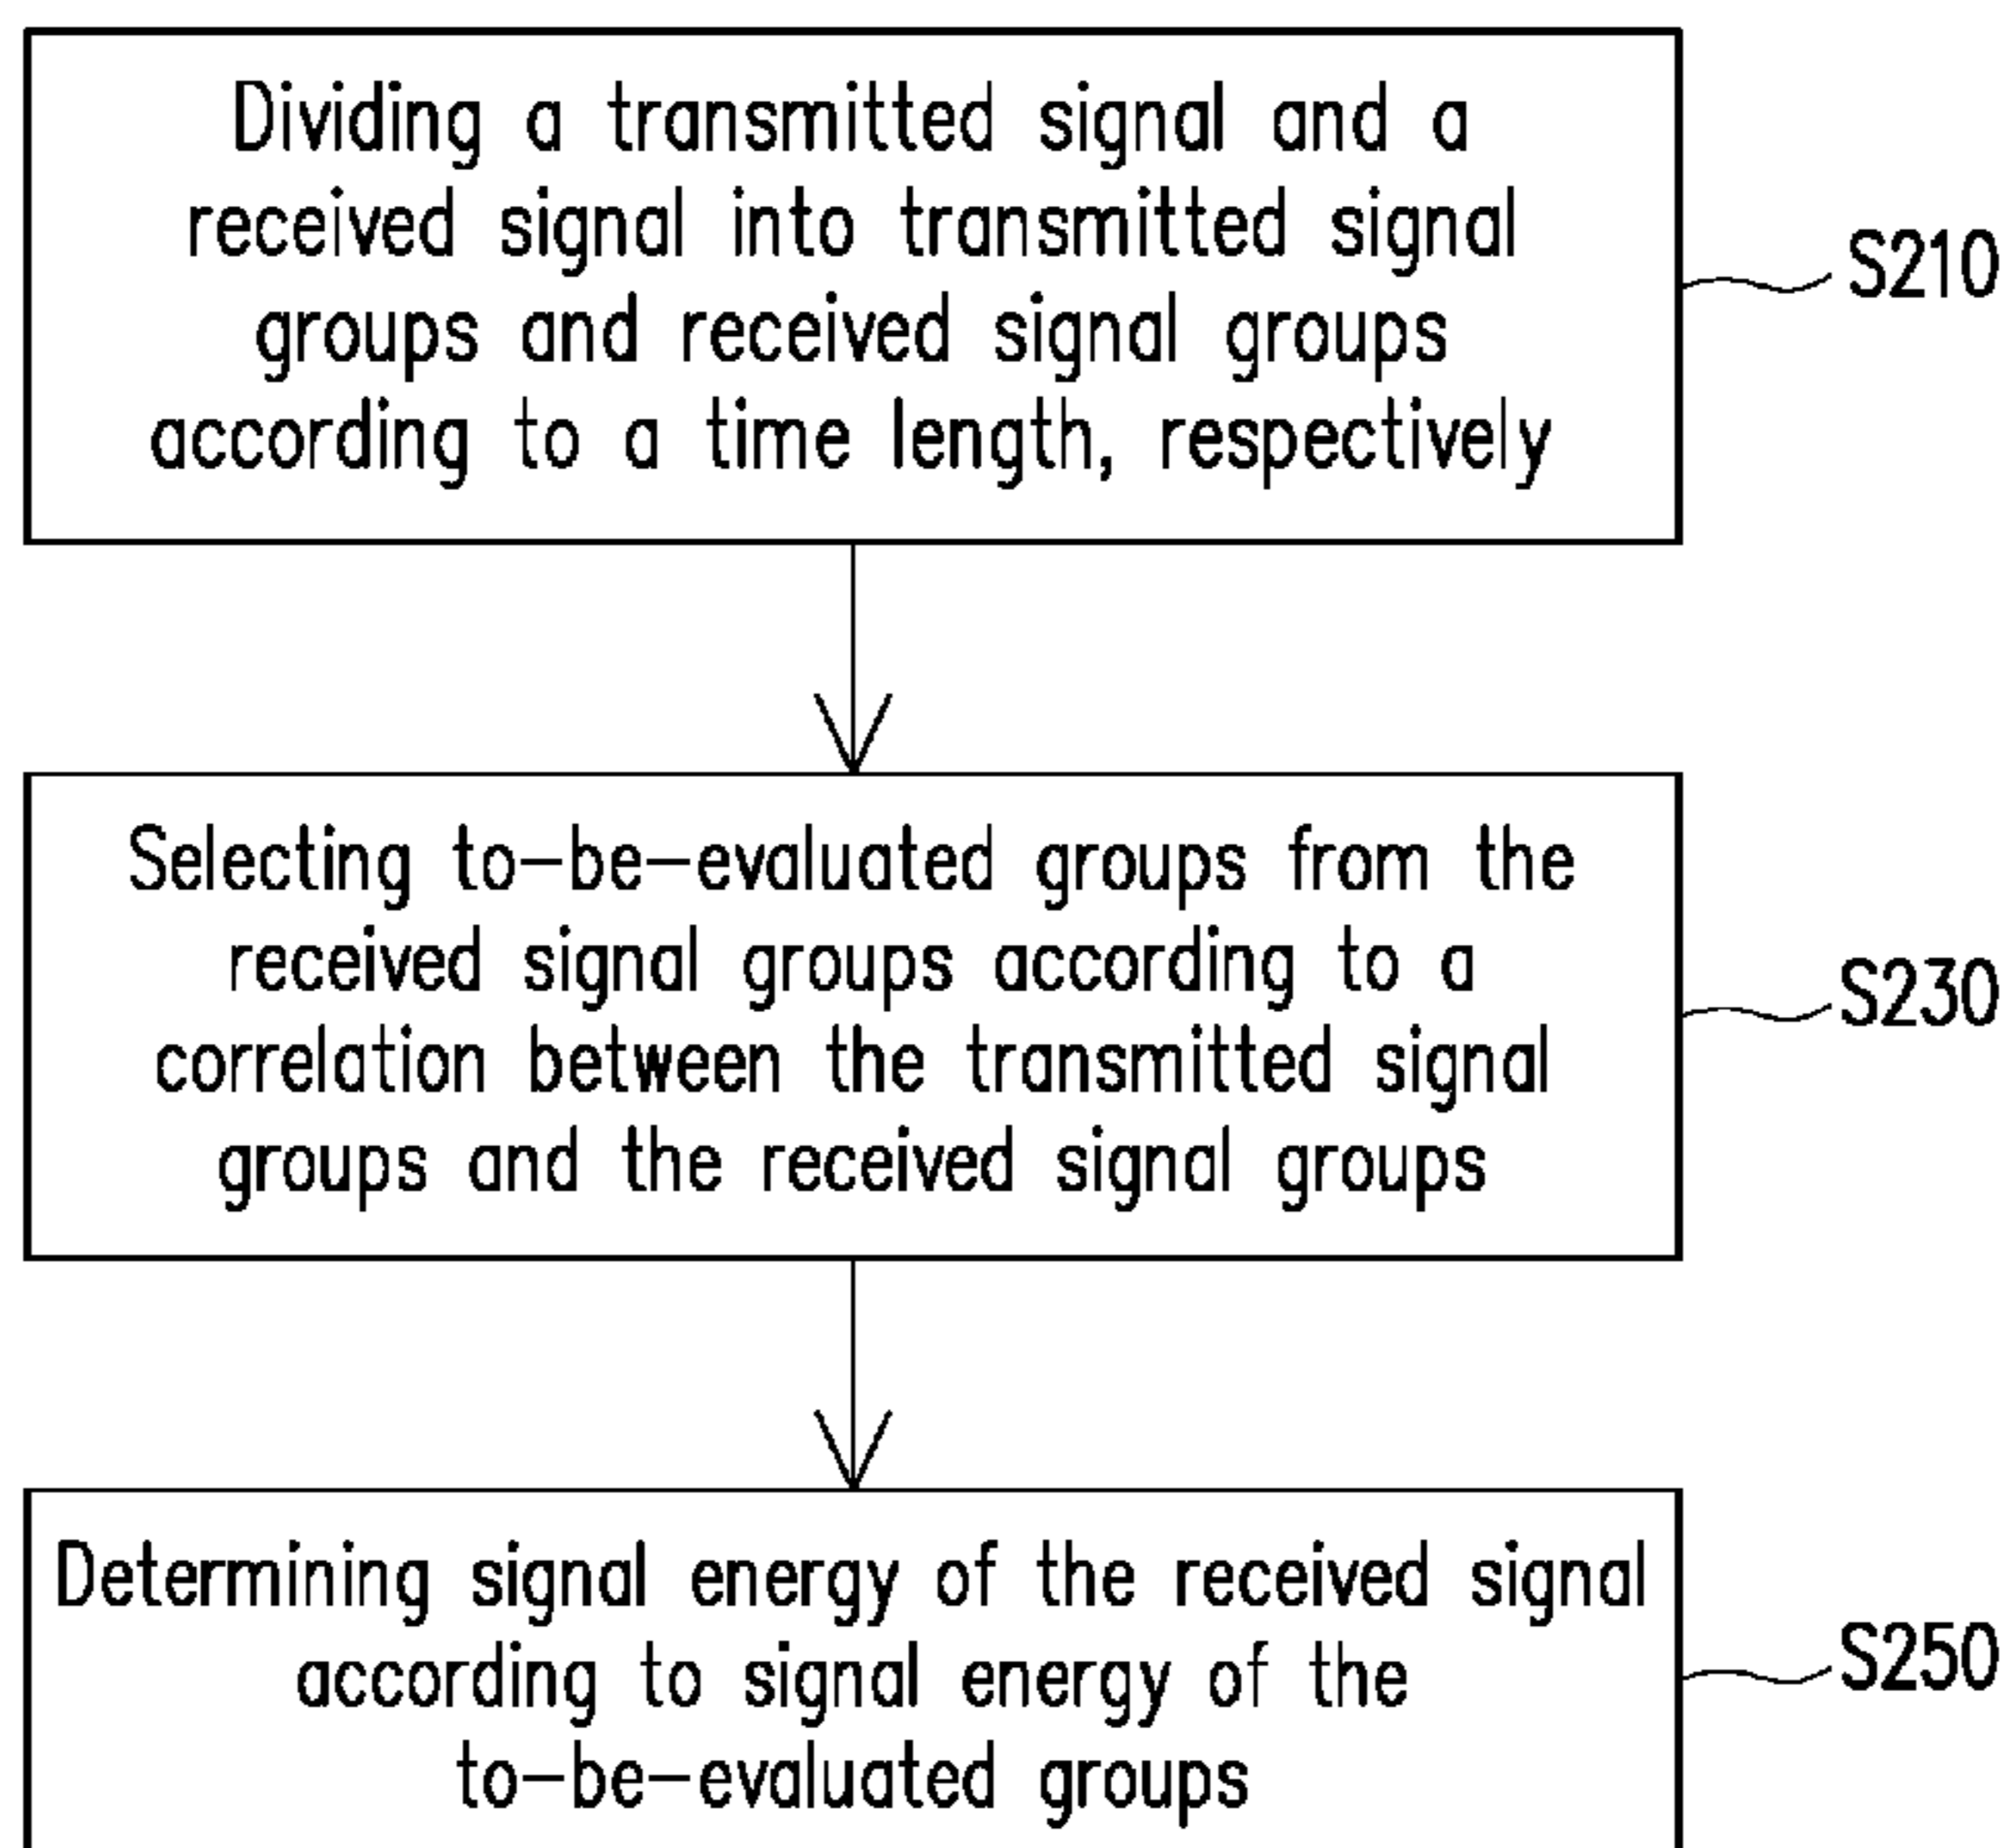 Dividing a transmitted signal and a
received signal into transmitted signal
groups and received signal groups
according to a time length, respectively
S210
Selecting to-be-evaluated groups from the
received signal groups according to a
correlation between the transmitted signal
groups and the received signal groups
S230
Determining signal energy of the received signal
according to signal energy of the
to-be-evaluated groups
S250